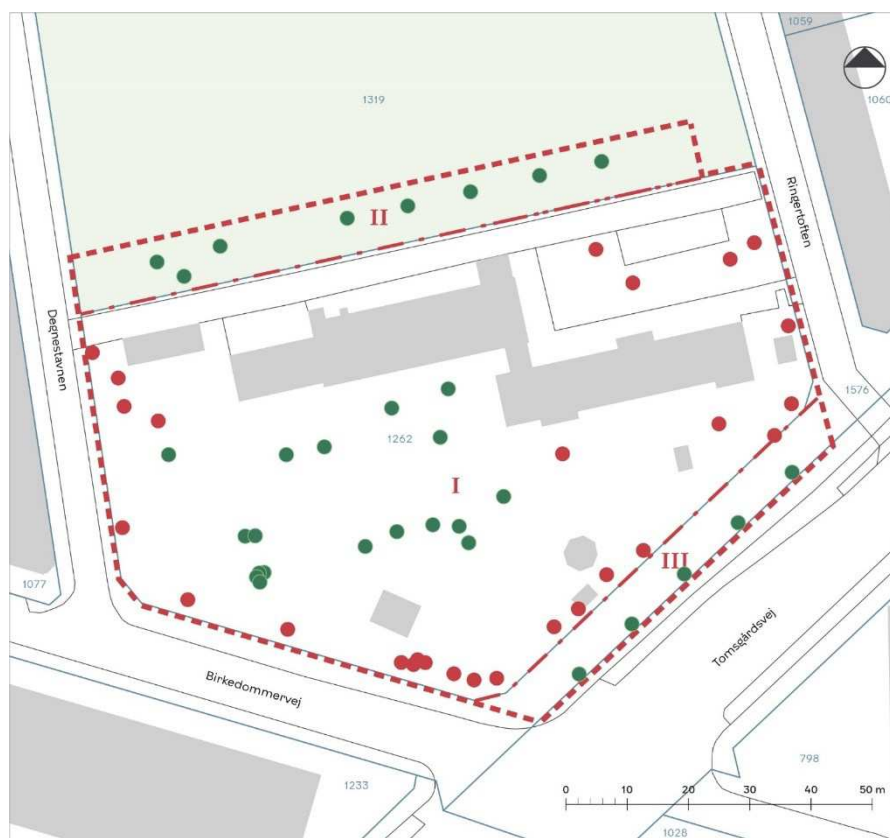 1059
1319
1060
Ringertoften
II
Degnestavnen
1576
1262
I
III
1077
Tomsgårdsvej
Birkedommervej
798
1233
0 10 20 30 40 50 m
1028